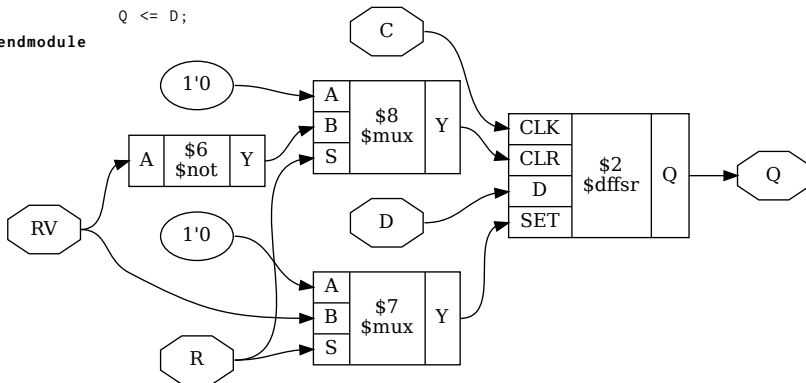 Q <= D;
endmodule
C
1'0
A
B
S
$8
$mux
Y
A
$6
$not
Y
CLK
CLR
D
SET
$2
$dffsr
Q
Q
RV
D
1'0
A
B
S
$7
$mux
Y
R